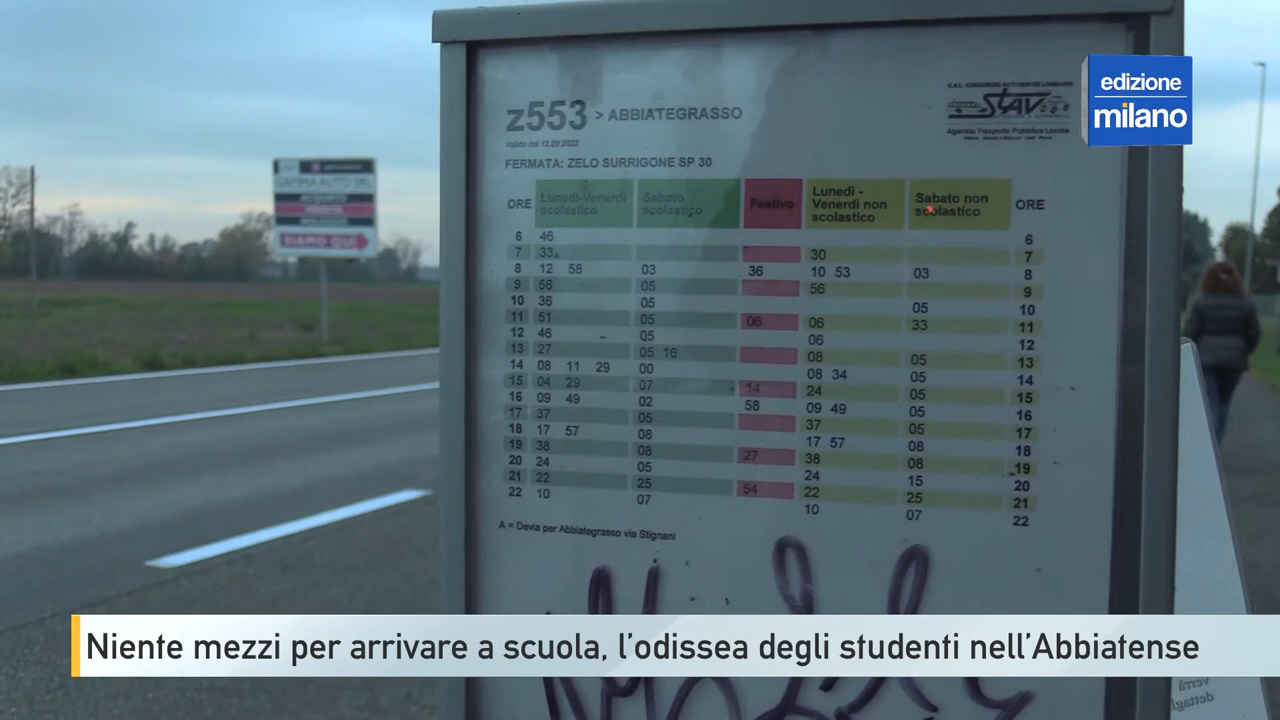 edizione
milano
C.A.L. CONSORZIO AUTOSERVIZI LOMBARDI
STAV
Agenzia Trasporto Pubblico Locale
z553 > ABBIATEGRASSO
Valido dal 12.09.2022
FERMATA: ZELO SURRIGONE SP 30
ORE Lunedì-Venerdì scolastico Sabato scolastico Festivo Lunedì - Venerdì non scolastico Sabato non scolastico ORE
6 46 6
7 33A 30 7
8 12 58 03 36 10 53 03 8
9 56 05 56 9
10 36 05 05 10
11 51 05 06 06 33 11
12 46 05 06 12
13 27 05 16 08 05 13
14 08 11 29 00 08 34 05 14
15 04 29 07 14 24 05 15
16 09 49 02 58 09 49 05 16
17 37 05 37 05 17
18 17 57 08 17 57 08 18
19 38 08 27 38 08 19
20 24 05 24 15 20
21 22 25 54 22 25 21
22 10 07 10 07 22
A = Devia per Abbiategrasso via Stignani
SIAMO QUI
Niente mezzi per arrivare a scuola, l'odissea degli studenti nell'Abbiatense
verrà
dettagl